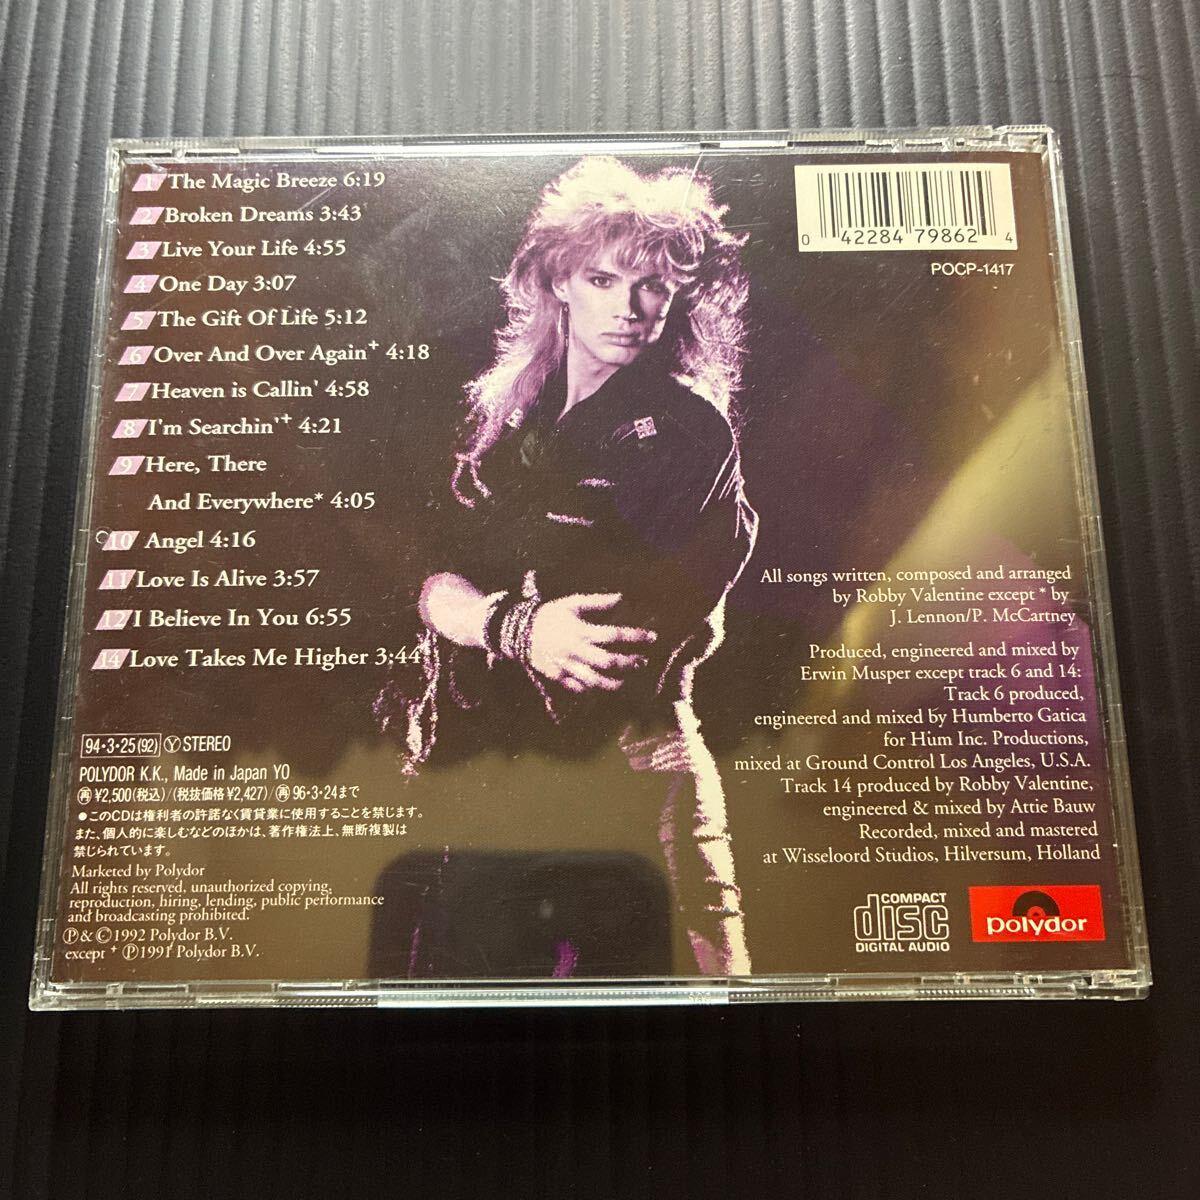 1 The Magic Breeze 6:19
2 Broken Dreams 3:43
3 Live Your Life 4:55
4 One Day 3:07
5 The Gift Of Life 5:12
6 Over And Over Again+ 4:18
7 Heaven is Callin' 4:58
8 I'm Searchin'+ 4:21
9 Here, There
And Everywhere* 4:05
10 Angel 4:16
11 Love Is Alive 3:57
12 I Believe In You 6:55
14 Love Takes Me Higher 3:44
94・3・25(92) Ⓨ STEREO
POLYDOR K.K., Made in Japan YO
㊢¥2,500(税込)/(税抜価格¥2,427)/㊢96・3・24まで
●このCDは権利者の許諾なく賃貸業に使用することを禁じます。
また、個人的に楽しむなどのほかは、著作権法上、無断複製は
禁じられています。
Marketed by Polydor
All rights reserved, unauthorized copying,
reproduction, hiring, lending, public performance
and broadcasting prohibited.
Ⓟ & ©1992 Polydor B.V.
except + Ⓟ1991 Polydor B.V.
0 42284 79862 4
POCP-1417
All songs written, composed and arranged
by Robby Valentine except * by
J. Lennon/P. McCartney
Produced, engineered and mixed by
Erwin Musper except track 6 and 14:
Track 6 produced,
engineered and mixed by Humberto Gatica
for Hum Inc. Productions,
mixed at Ground Control Los Angeles, U.S.A.
Track 14 produced by Robby Valentine,
engineered & mixed by Attie Bauw
Recorded, mixed and mastered
at Wisseloord Studios, Hilversum, Holland
COMPACT
disc
DIGITAL AUDIO
polydor